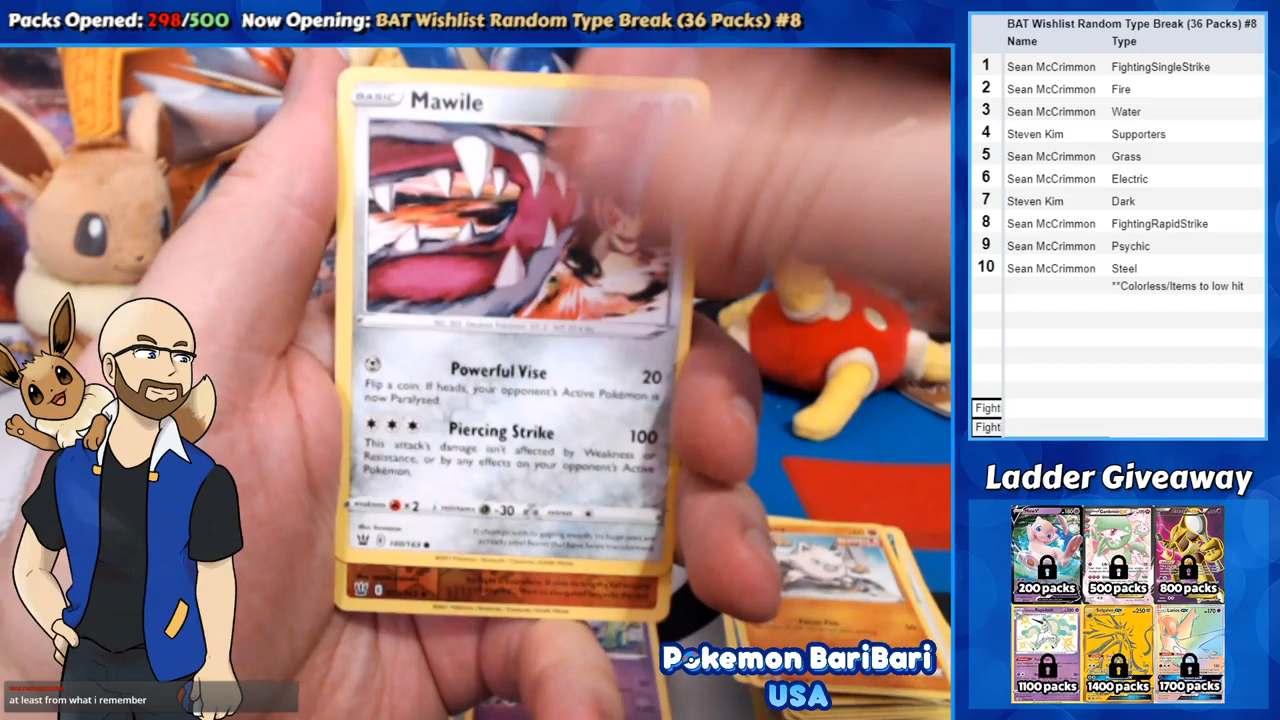 Packs Opened: 298/500 Now Opening: BAT Wishlist Random Type Break (36 Packs) #8
BASIC Mawile
Powerful Vise 20
Flip a coin. If heads, your opponent's Active Pokémon is
now Paralyzed.
Piercing Strike 100
This attack's damage isn't affected by Weakness or
Resistance, or by any effects on your opponent's Active
Pokémon.
weakness ×2 resistance -30 retreat
100/163
at least from what i remember
Pokemon BariBari
USA
BAT Wishlist Random Type Break (36 Packs) #8
Name Type
1 Sean McCrimmon FightingSingleStrike
2 Sean McCrimmon Fire
3 Sean McCrimmon Water
4 Steven Kim Supporters
5 Sean McCrimmon Grass
6 Sean McCrimmon Electric
7 Steven Kim Dark
8 Sean McCrimmon FightingRapidStrike
9 Sean McCrimmon Psychic
10 Sean McCrimmon Steel
**Colorless/Items to low hit
Fight
Fight
Ladder Giveaway
200 packs 500 packs 800 packs
1100 packs 1400 packs 1700 packs